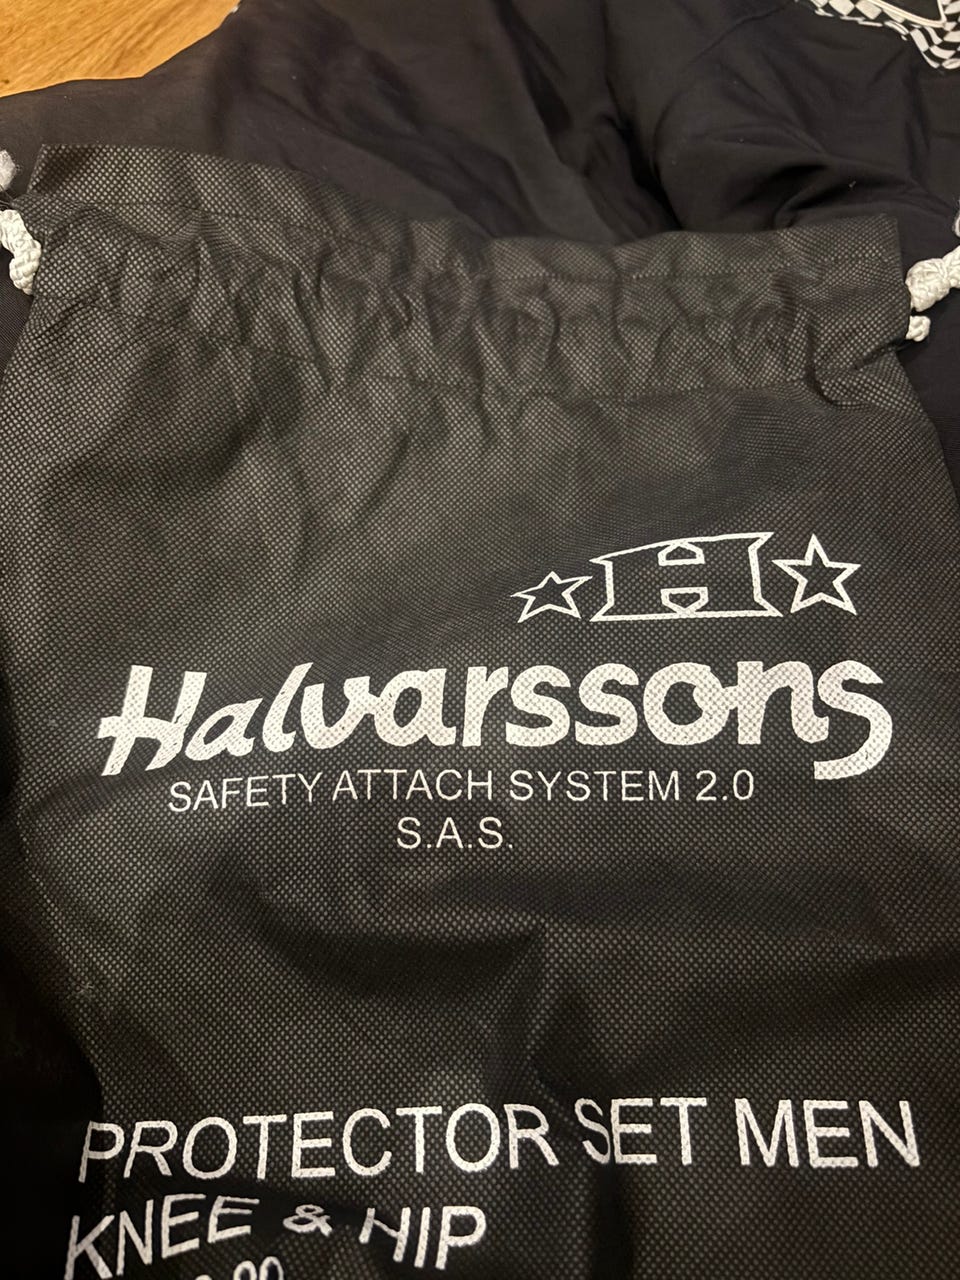 H
Halvarssons
SAFETY ATTACH SYSTEM 2.0
S.A.S.
PROTECTOR SET MEN
KNEE & HIP